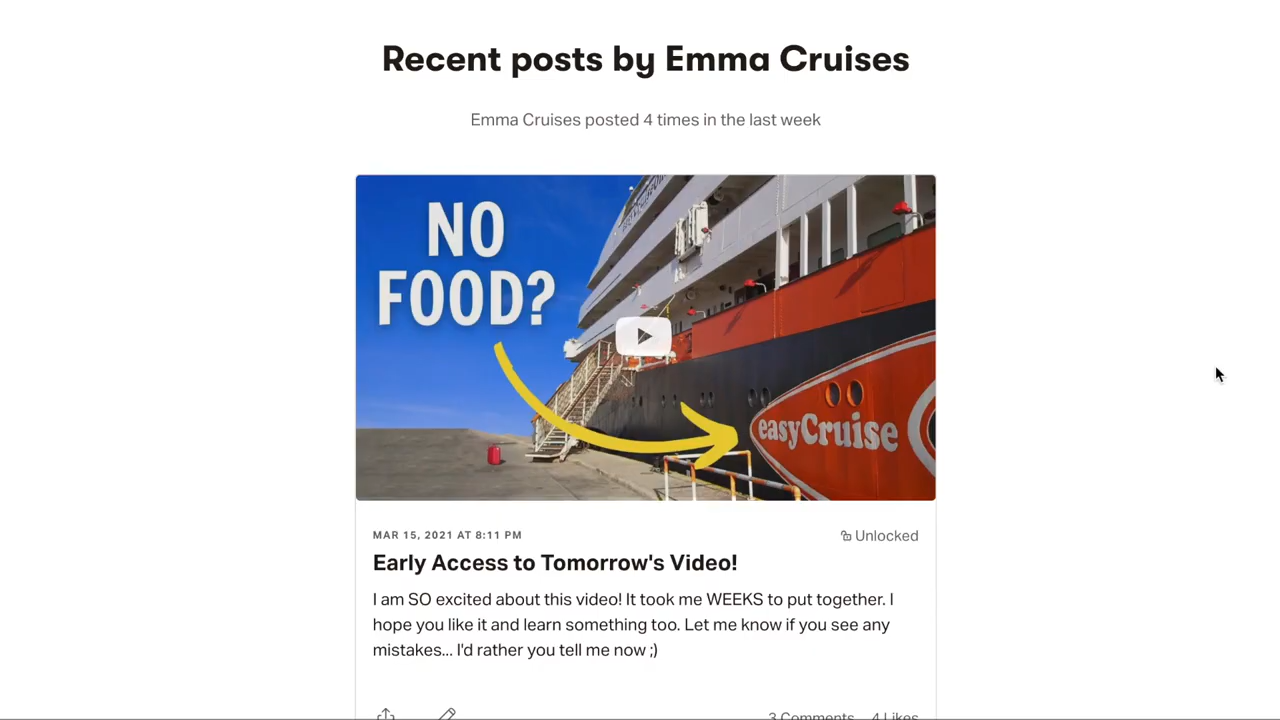 Recent posts by Emma Cruises
Emma Cruises posted 4 times in the last week
NO
FOOD?
easyCruise
MAR 15, 2021 AT 8:11 PM
Unlocked
Early Access to Tomorrow's Video!
I am SO excited about this video! It took me WEEKS to put together. I
hope you like it and learn something too. Let me know if you see any
mistakes... I'd rather you tell me now ;)
3 Comments 4 Likes